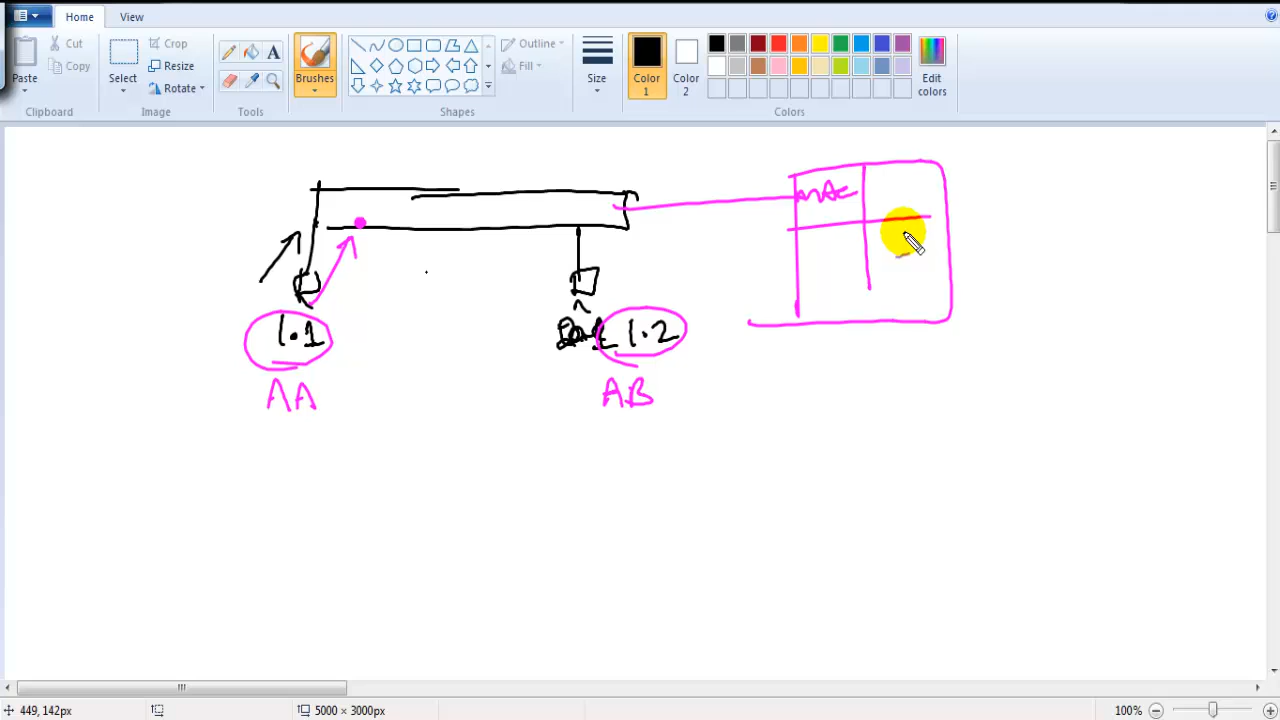 Home View
Cut
Copy
Paste
Clipboard
Crop
Resize
Rotate
Select
Image
A
Tools
Brushes
Outline
Fill
Shapes
Size
Color 1
Color 2
Edit colors
Colors
MAC
1.1
1.2
AA
AB
449, 142px
5000 × 3000px
100%